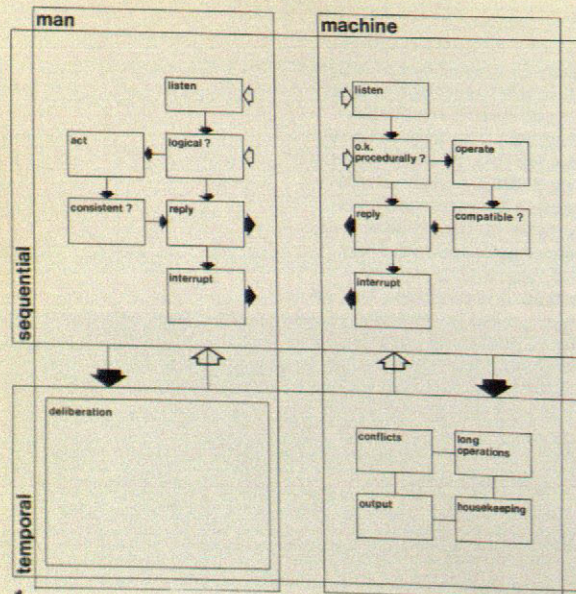 man
machine
sequential
listen
act
logical ?
consistent ?
reply
interrupt
listen
o.k.
procedurally ?
operate
reply
compatible ?
interrupt
temporal
deliberation
conflicts
long
operations
output
housekeeping